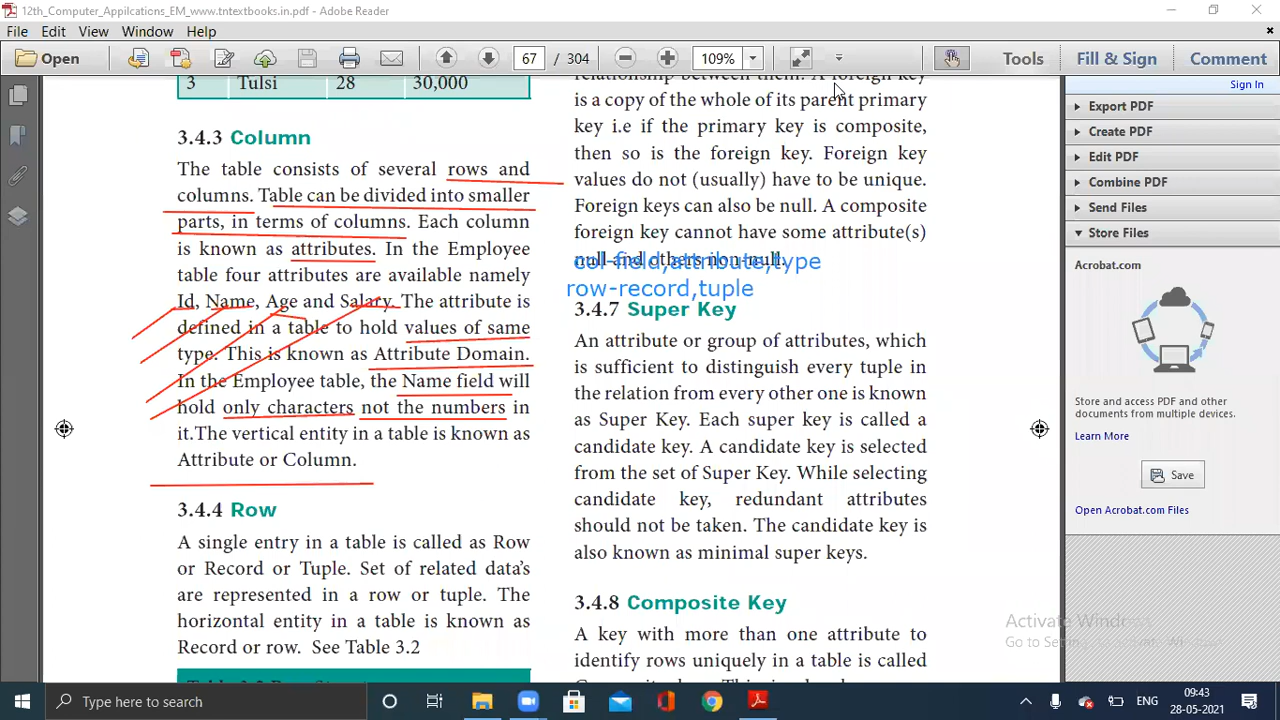 12th_Computer_Applications_EM_www.tntextbooks.in.pdf - Adobe Reader
File Edit View Window Help
Open 67 / 304 109% Tools Fill & Sign Comment
3 Tulsi 28 30,000
3.4.3 Column
The table consists of several rows and
columns. Table can be divided into smaller
parts, in terms of columns. Each column
is known as attributes. In the Employee
table four attributes are available namely
Id, Name, Age and Salary. The attribute is
defined in a table to hold values of same
type. This is known as Attribute Domain.
In the Employee table, the Name field will
hold only characters not the numbers in
it.The vertical entity in a table is known as
Attribute or Column.
3.4.4 Row
A single entry in a table is called as Row
or Record or Tuple. Set of related data's
are represented in a row or tuple. The
horizontal entity in a table is known as
Record or row. See Table 3.2
relationship between them. A foreign key
is a copy of the whole of its parent primary
key i.e if the primary key is composite,
then so is the foreign key. Foreign key
values do not (usually) have to be unique.
Foreign keys can also be null. A composite
foreign key cannot have some attribute(s)
null and others non-null.
col-field,attribute,type
row-record,tuple
3.4.7 Super Key
An attribute or group of attributes, which
is sufficient to distinguish every tuple in
the relation from every other one is known
as Super Key. Each super key is called a
candidate key. A candidate key is selected
from the set of Super Key. While selecting
candidate key, redundant attributes
should not be taken. The candidate key is
also known as minimal super keys.
3.4.8 Composite Key
A key with more than one attribute to
identify rows uniquely in a table is called
Sign In
Export PDF
Create PDF
Edit PDF
Combine PDF
Send Files
Store Files
Acrobat.com
Store and access PDF and other
documents from multiple devices.
Learn More
Save
Open Acrobat.com Files
Activate Windows
Type here to search
ENG
09:43
28-05-2021